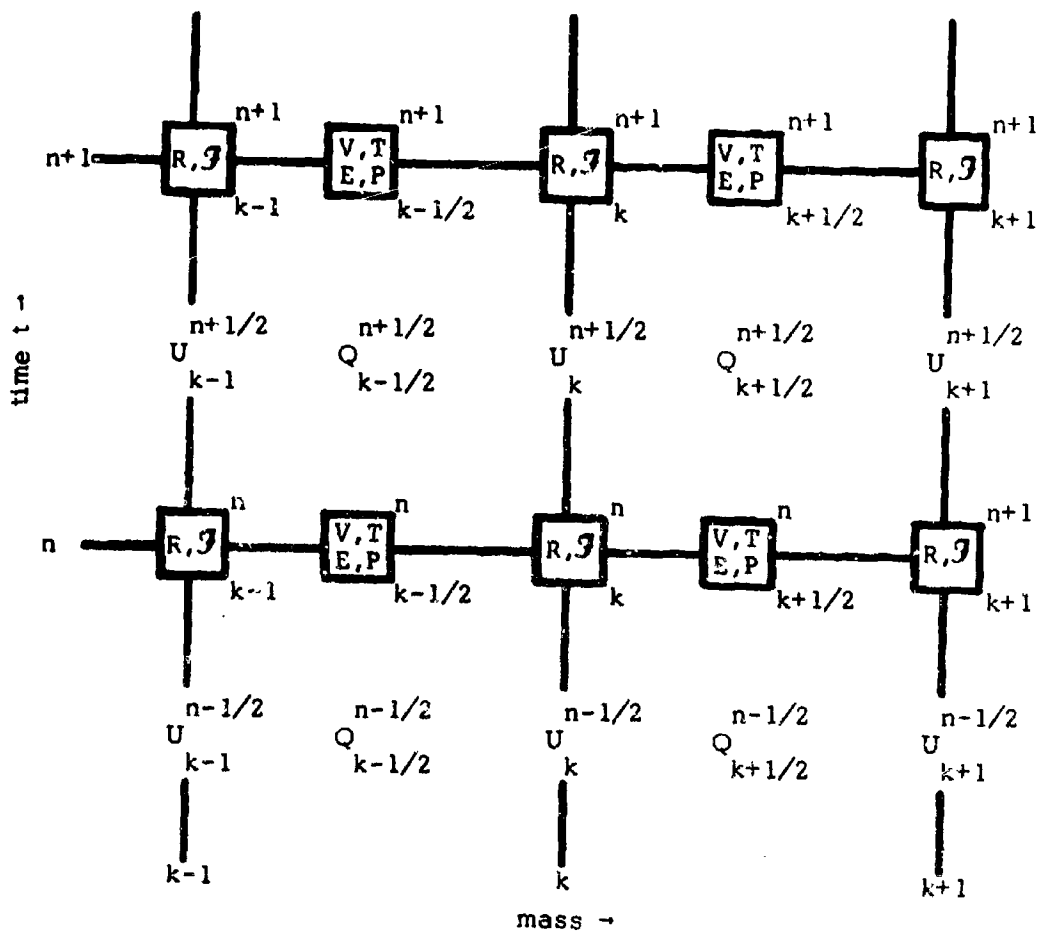 n+1 n+1 n+1 n+1 n+1
n+1 R,ℱ V,T R,ℱ V,T R,ℱ
E,P E,P
k-1 k-1/2 k k+1/2 k+1
time t →
n+1/2 n+1/2 n+1/2 n+1/2 n+1/2
U Q U Q U
k-1 k-1/2 k k+1/2 k+1
n n n n n+1
n R,ℱ V,T R,ℱ V,T R,ℱ
E,P E,P
k-1 k-1/2 k k+1/2 k+1
n-1/2 n-1/2 n-1/2 n-1/2 n-1/2
U Q U Q U
k-1 k-1/2 k k+1/2 k+1
k-1 k k+1
mass →